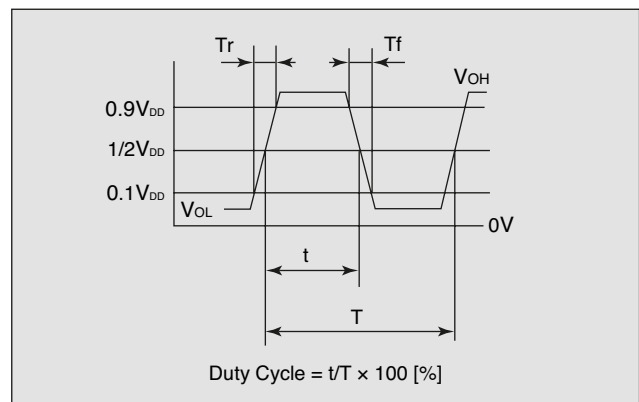 Tr
Tf
VOH
0.9VDD
1/2VDD
0.1VDD
VOL
0V
t
T
Duty Cycle = t/T × 100 [%]